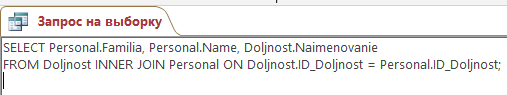 Запрос на выборку
SELECT Personal.Familia, Personal.Name, Doljnost.Naimenovanie
FROM Doljnost INNER JOIN Personal ON Doljnost.ID_Doljnost = Personal.ID_Doljnost;